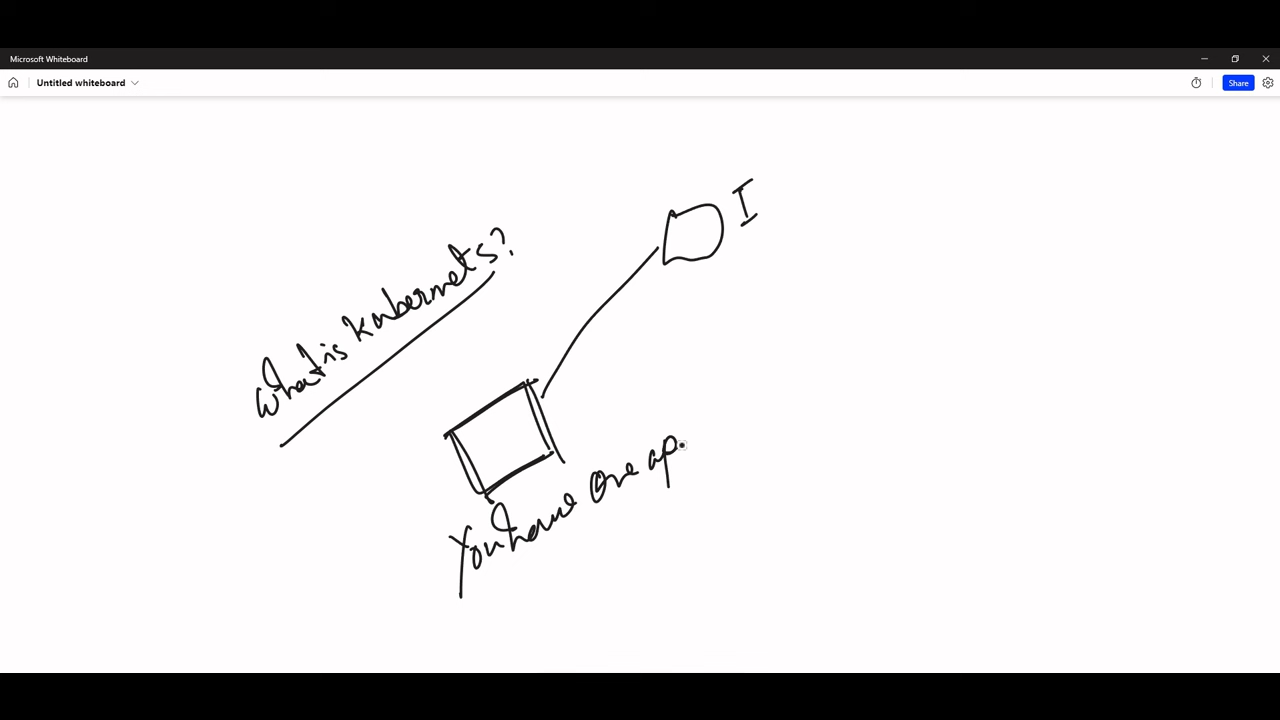 Microsoft Whiteboard
Untitled whiteboard
Share
I
What is Kubernets?
You have one ap